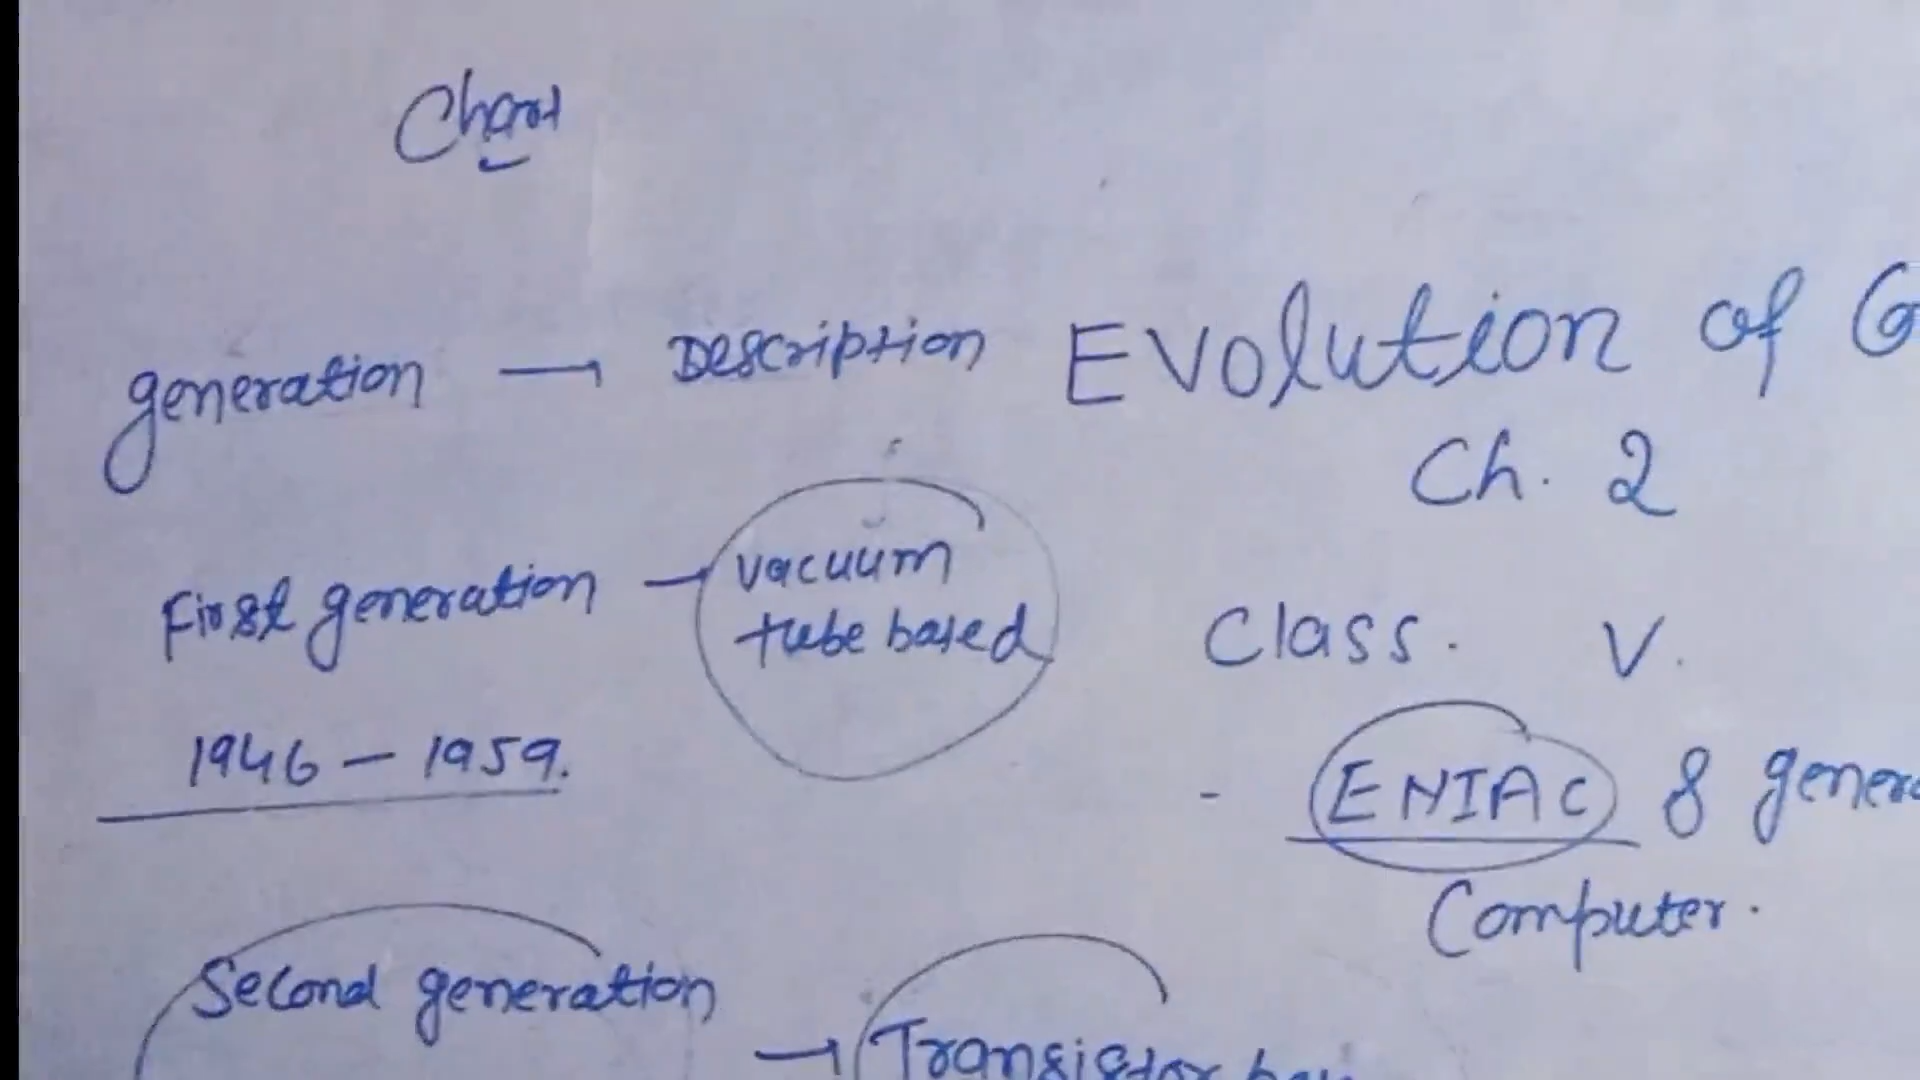 Chart
generation → Description
First generation → vacuum
tube based
1946 - 1959.
Second generation
→ Transistor
Evolution of
Ch. 2
Class. V.
- ENIAC &
Computer.